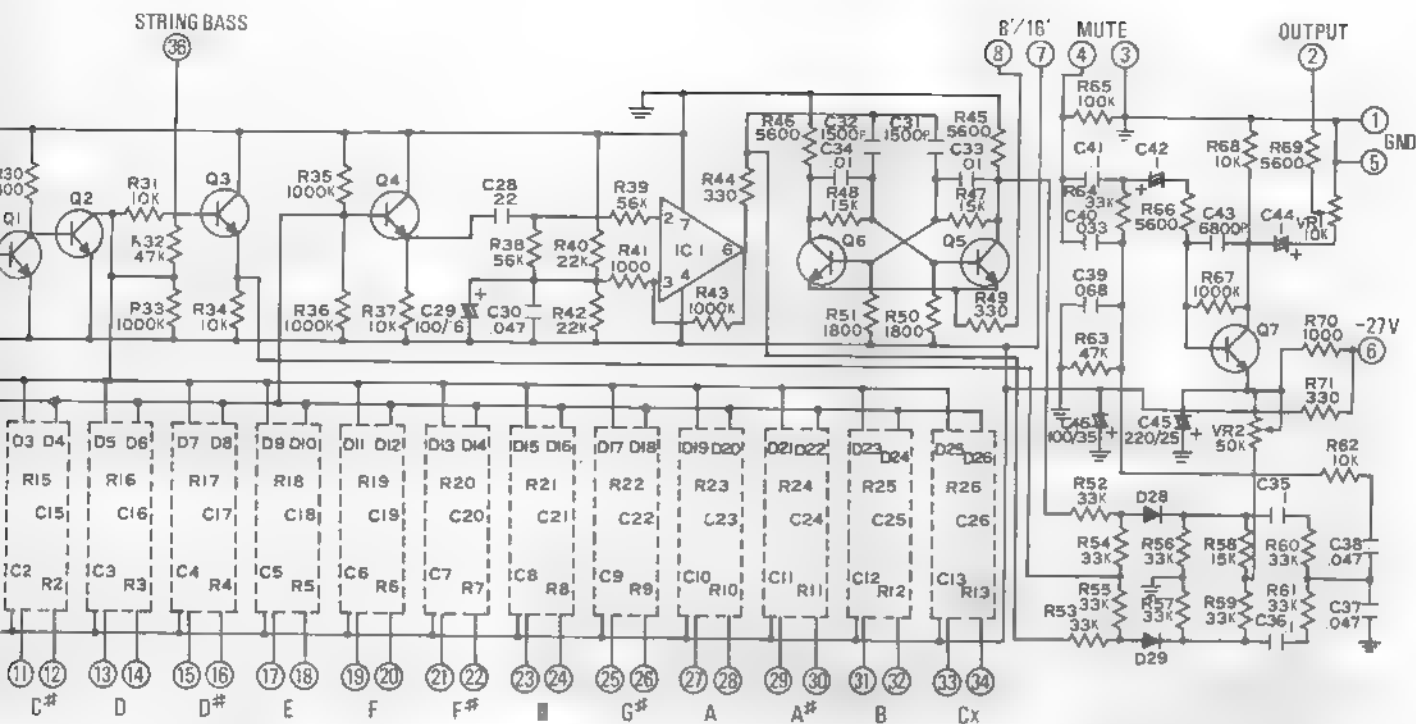 STRING BASS
36
8'/16'
8
7
MUTE
4
3
OUTPUT
2
1
GND
5
R65
100K
R46
5600
C32
1500P
C31
1500P
R45
5600
C34
.01
C33
.01
R68
10K
R69
5600
R35
1000K
Q4
C28
22
R39
56K
R44
330
C41
C42
R31
10K
Q3
Q2
Q1
R48
15K
R47
15K
R64
33K
C40
.033
R66
5600
C43
6800P
C44
VR1
10K
R32
47K
R38
56K
R40
22K
R41
1000
2
7
IC 1
6
3
4
Q6
Q5
C39
.068
R67
1000K
R33
1000K
R34
10K
R36
1000K
R37
10K
C29
100/6
C30
.047
R42
22K
R43
1000K
R51
1800
R50
1800
R49
330
R63
47K
Q7
R70
1000
-27V
6
R71
330
C46
100/35
C45
220/25
VR2
50K
R62
10K
D3 D4
D5 D6
D7 D8
D9 D10
D11 D12
D13 D14
D15 D16
D17 D18
D19 D20
D21 D22
D23 D24
D25 D26
R15
R16
R17
R18
R19
R20
R21
R22
R23
R24
R25
R26
R52
33K
D28
C35
.1
C15
C16
C17
C18
C19
C20
C21
C22
C23
C24
C25
C26
R54
33K
R56
33K
R58
15K
R60
33K
C38
.047
C2 R2
C3 R3
C4 R4
C5 R5
C6 R6
C7 R7
C8 R8
C9 R9
C10 R10
C11 R11
C12 R12
C13 R13
R55
33K
R53
33K
R57
33K
R59
33K
R61
33K
C36
.1
C37
.047
D29
11 12
13 14
15 16
17 18
19 20
21 22
23 24
25 26
27 28
29 30
31 32
33 34
C#
D
D#
E
F
F#
G#
A
A#
B
Cx